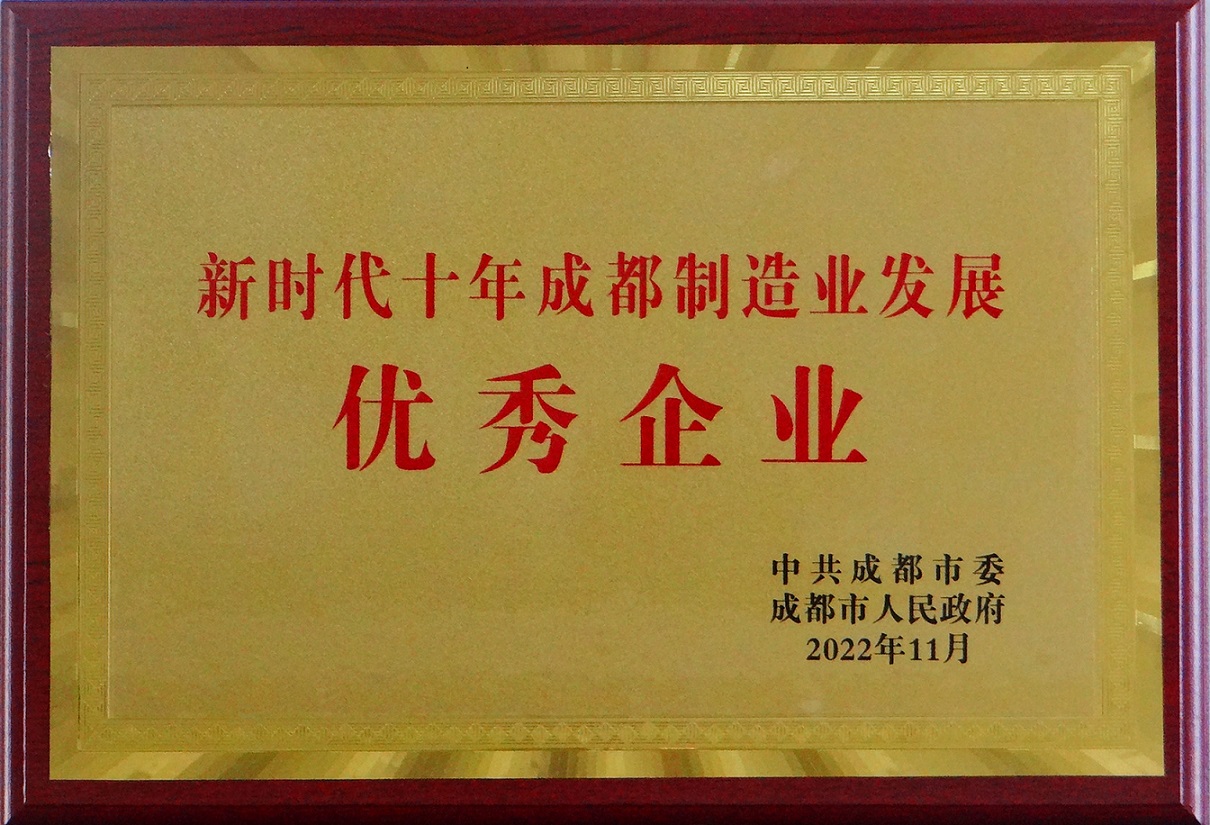 新时代十年成都制造业发展
优秀企业
中共成都市委
成都市人民政府
2022年11月